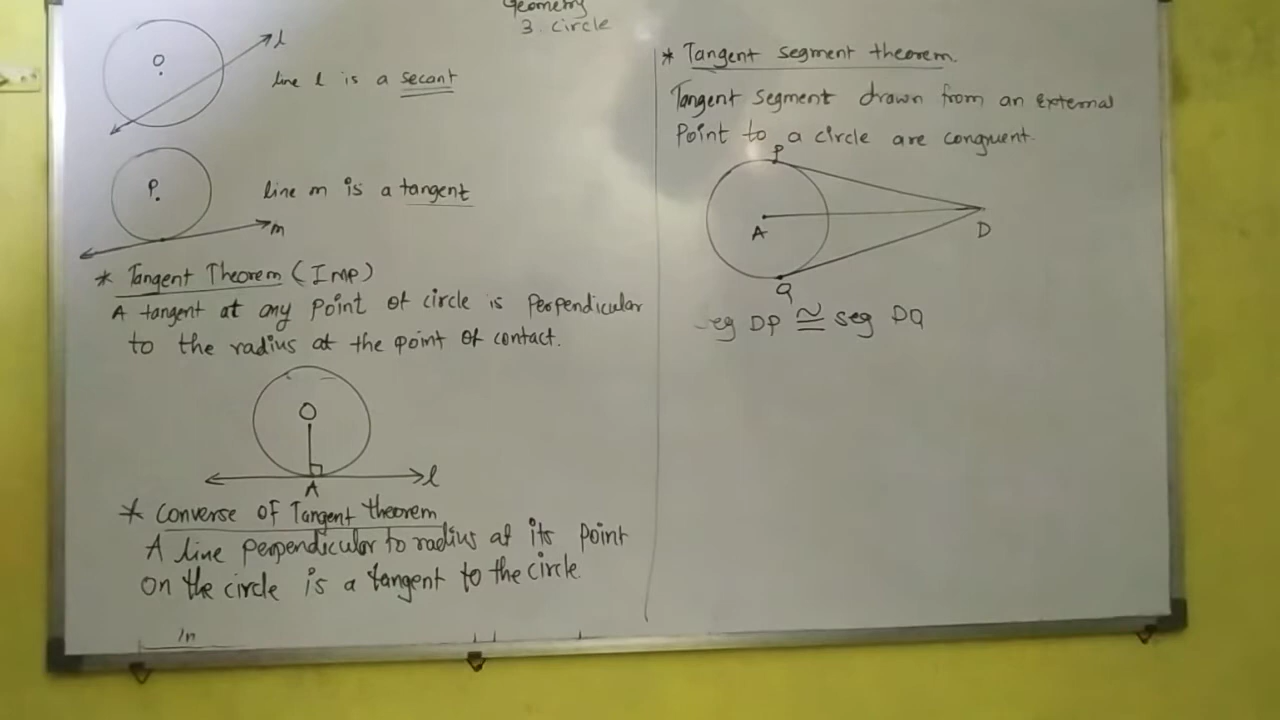 Geometry
3. circle
O
l
line l is a secant
P
line m is a tangent
m
* Tangent Theorem (Imp)
A tangent at any point of circle is perpendicular
to the radius at the point of contact.
O
A
l
* Converse of Tangent theorem
A line perpendicular to radius at its point
on the circle is a tangent to the circle.
* Tangent segment theorem.
Tangent segment drawn from an external
Point to a circle are congruent.
P
A
D
Q
seg DP ≅ seg DQ